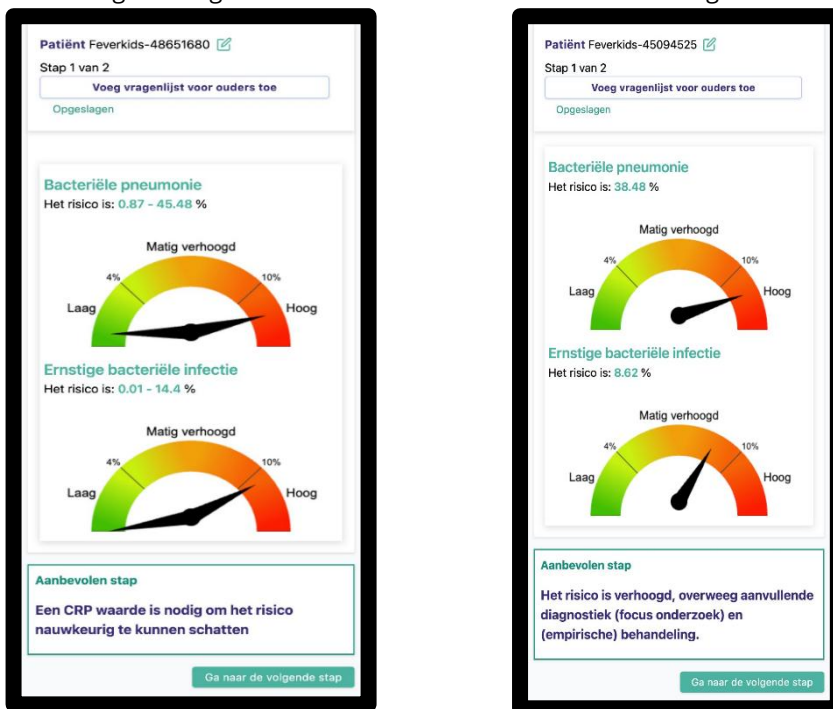 Patiënt Feverkids-48651680
Stap 1 van 2
Voeg vragenlijst voor ouders toe
Opgeslagen
Bacteriële pneumonie
Het risico is: 0.87 - 45.48 %
Matig verhoogd
4%
10%
Laag
Hoog
Ernstige bacteriële infectie
Het risico is: 0.01 - 14.4 %
Matig verhoogd
4%
10%
Laag
Hoog
Aanbevolen stap
Een CRP waarde is nodig om het risico
nauwkeurig te kunnen schatten
Ga naar de volgende stap
Patiënt Feverkids-45094525
Stap 1 van 2
Voeg vragenlijst voor ouders toe
Opgeslagen
Bacteriële pneumonie
Het risico is: 38.48 %
Matig verhoogd
4%
10%
Laag
Hoog
Ernstige bacteriële infectie
Het risico is: 8.62 %
Matig verhoogd
4%
10%
Laag
Hoog
Aanbevolen stap
Het risico is verhoogd, overweeg aanvullende
diagnostiek (focus onderzoek) en
(empirische) behandeling.
Ga naar de volgende stap